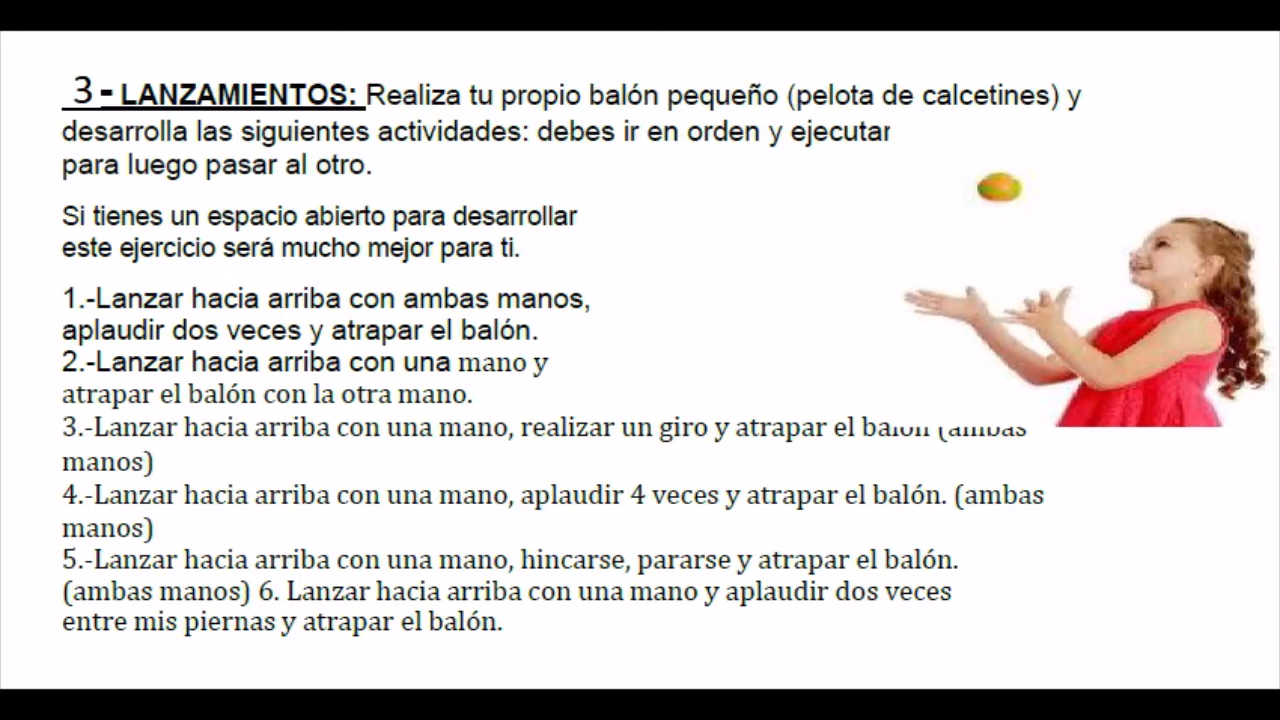 3- LANZAMIENTOS: Realiza tu propio balón pequeño (pelota de calcetines) y
desarrolla las siguientes actividades: debes ir en orden y ejecutar
para luego pasar al otro.
Si tienes un espacio abierto para desarrollar
este ejercicio será mucho mejor para ti.
1.-Lanzar hacia arriba con ambas manos,
aplaudir dos veces y atrapar el balón.
2.-Lanzar hacia arriba con una mano y
atrapar el balón con la otra mano.
3.-Lanzar hacia arriba con una mano, realizar un giro y atrapar el balón (ambas
manos)
4.-Lanzar hacia arriba con una mano, aplaudir 4 veces y atrapar el balón. (ambas
manos)
5.-Lanzar hacia arriba con una mano, hincarse, pararse y atrapar el balón.
(ambas manos) 6. Lanzar hacia arriba con una mano y aplaudir dos veces
entre mis piernas y atrapar el balón.